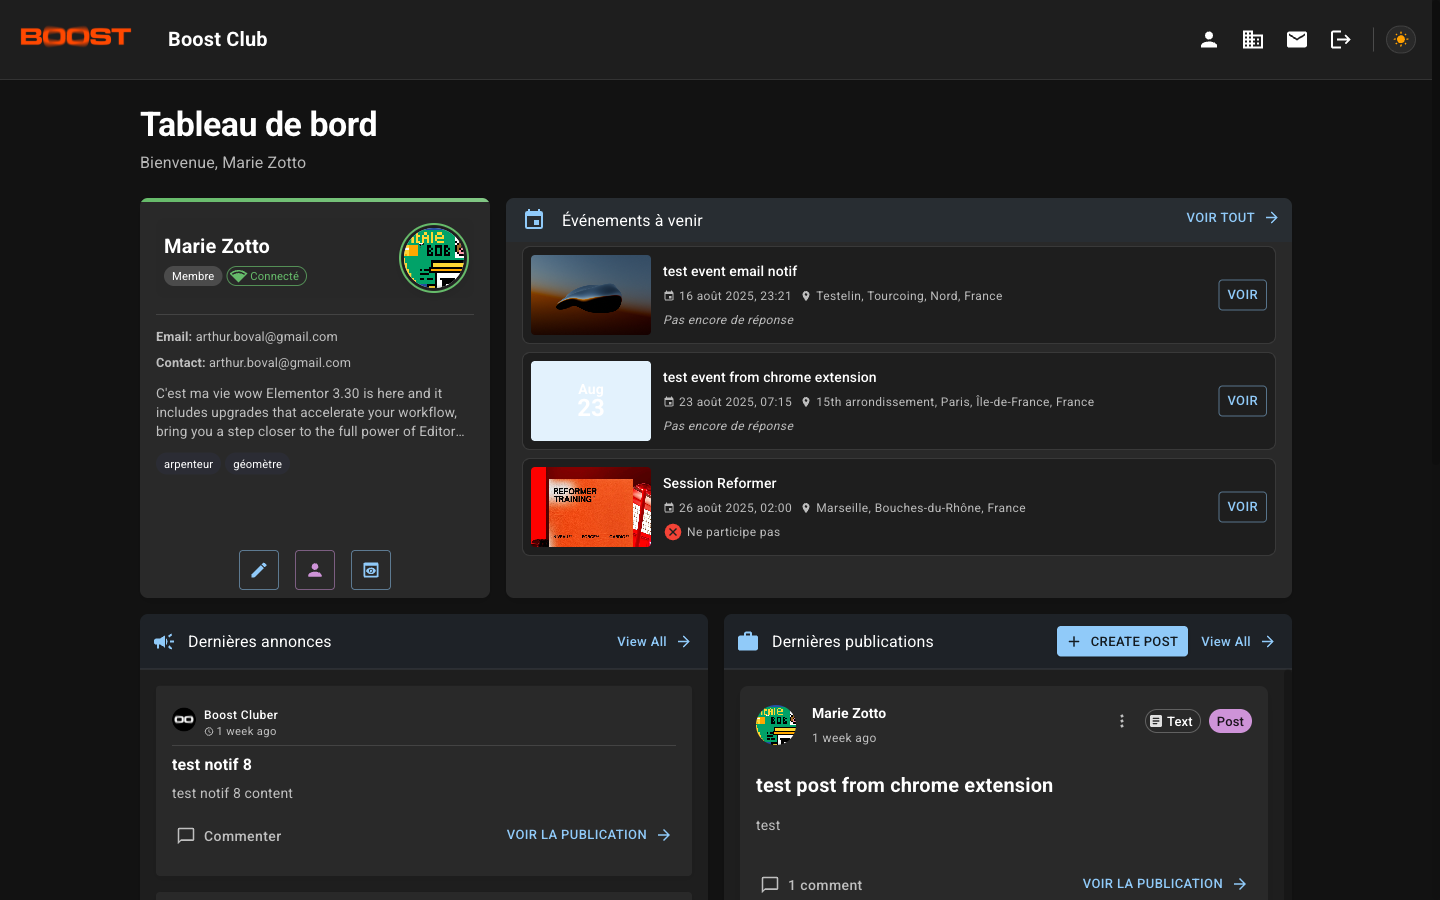 BOOST
Boost Club
Tableau de bord
Bienvenue, Marie Zotto
Marie Zotto
Membre
Connecté
Email: arthur.boval@gmail.com
Contact: arthur.boval@gmail.com
C'est ma vie wow Elementor 3.30 is here and it
includes upgrades that accelerate your workflow,
bring you a step closer to the full power of Editor…
arpenteur
géomètre
Événements à venir
VOIR TOUT
test event email notif
16 août 2025, 23:21
Testelin, Tourcoing, Nord, France
Pas encore de réponse
VOIR
Aug
23
test event from chrome extension
23 août 2025, 07:15
15th arrondissement, Paris, Île-de-France, France
Pas encore de réponse
VOIR
REFORMER
TRAINING
Session Reformer
26 août 2025, 02:00
Marseille, Bouches-du-Rhône, France
Ne participe pas
VOIR
Dernières annonces
View All
Boost Cluber
1 week ago
test notif 8
test notif 8 content
Commenter
VOIR LA PUBLICATION
Dernières publications
CREATE POST
View All
Marie Zotto
1 week ago
Text
Post
test post from chrome extension
test
1 comment
VOIR LA PUBLICATION